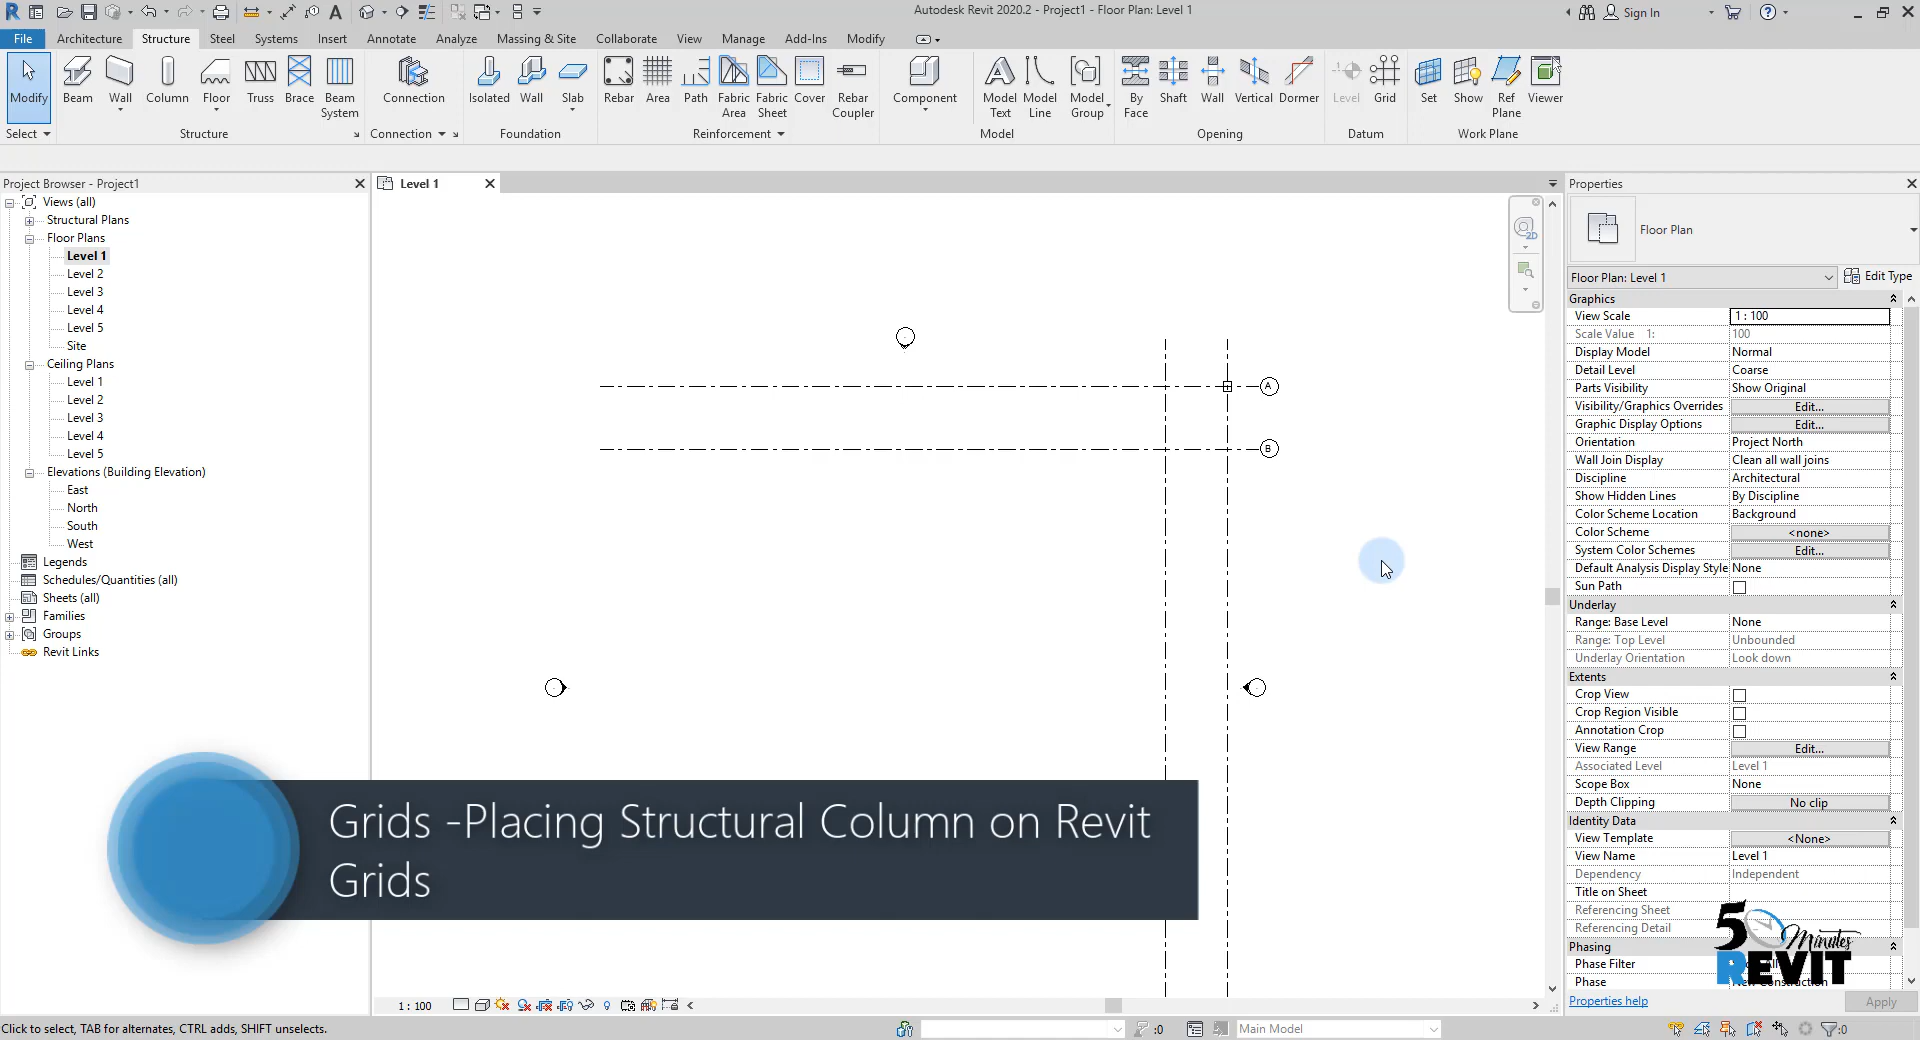 Autodesk Revit 2020.2 - Project1 - Floor Plan: Level 1
Sign In
File Architecture Structure Steel Systems Insert Annotate Analyze Massing & Site Collaborate View Manage Add-Ins Modify
Modify Beam Wall Column Floor Truss Brace Beam System Connection Isolated Wall Slab Rebar Area Path Fabric Area Fabric Sheet Cover Rebar Coupler Component Model Text Model Line Model Group By Face Shaft Wall Vertical Dormer Level Grid Set Show Ref Plane Viewer
Select Structure Connection Foundation Reinforcement Model Opening Datum Work Plane
Project Browser - Project1
Views (all)
Structural Plans
Floor Plans
Level 1
Level 2
Level 3
Level 4
Level 5
Site
Ceiling Plans
Level 1
Level 2
Level 3
Level 4
Level 5
Elevations (Building Elevation)
East
North
South
West
Legends
Schedules/Quantities (all)
Sheets (all)
Families
Groups
Revit Links
Level 1
2D
A
B
Grids -Placing Structural Column on Revit
Grids
Properties
Floor Plan
Floor Plan: Level 1 Edit Type
Graphics
View Scale 1 : 100
Scale Value 1: 100
Display Model Normal
Detail Level Coarse
Parts Visibility Show Original
Visibility/Graphics Overrides Edit...
Graphic Display Options Edit...
Orientation Project North
Wall Join Display Clean all wall joins
Discipline Architectural
Show Hidden Lines By Discipline
Color Scheme Location Background
Color Scheme <none>
System Color Schemes Edit...
Default Analysis Display Style None
Sun Path
Underlay
Range: Base Level None
Range: Top Level Unbounded
Underlay Orientation Look down
Extents
Crop View
Crop Region Visible
Annotation Crop
View Range Edit...
Associated Level Level 1
Scope Box None
Depth Clipping No clip
Identity Data
View Template <None>
View Name Level 1
Dependency Independent
Title on Sheet
Referencing Sheet
Referencing Detail
Phasing
Phase Filter
Phase
Properties help Apply
5 Minutes
REVIT
1 : 100
Click to select, TAB for alternates, CTRL adds, SHIFT unselects.
:0
Main Model
:0